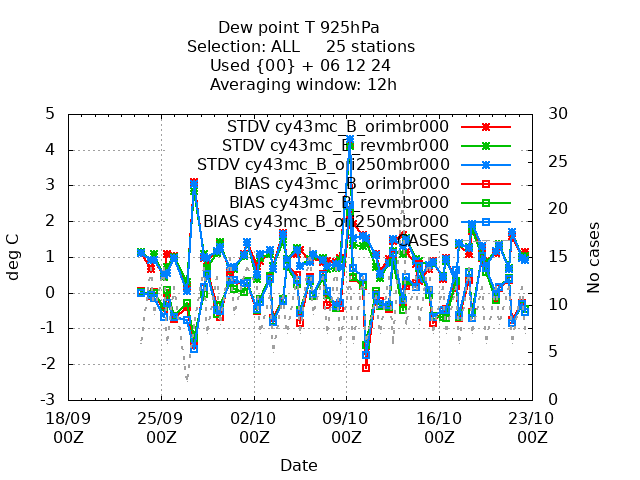 Dew point T 925hPa
Selection: ALL     25 stations
Used {00} + 06 12 24
Averaging window: 12h
STDV cy43mc_B_orimbr000
STDV cy43mc_B_revmbr000
STDV cy43mc_B_ori250mbr000
BIAS cy43mc_B_orimbr000
BIAS cy43mc_B_revmbr000
BIAS cy43mc_B_ori250mbr000
CASES
deg C
5
4
3
2
1
0
-1
-2
-3
No cases
30
25
20
15
10
5
0
18/09 25/09 02/10 09/10 16/10 23/10
00Z 00Z 00Z 00Z 00Z 00Z
Date